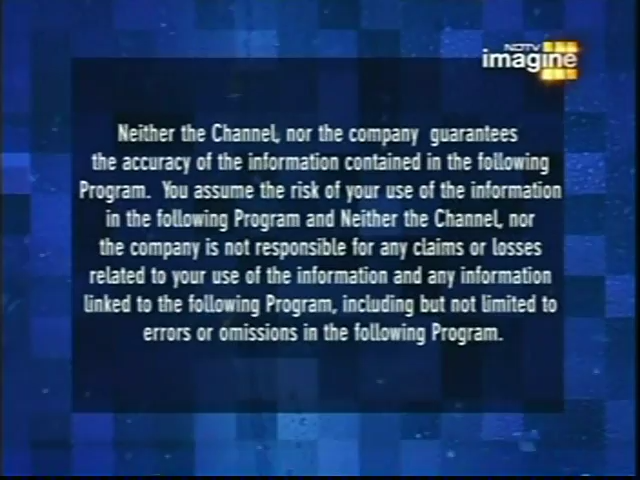 NDTV
imagine
Neither the Channel, nor the company guarantees
the accuracy of the information contained in the following
Program. You assume the risk of your use of the information
in the following Program and Neither the Channel, nor
the company is not responsible for any claims or losses
related to your use of the information and any information
linked to the following Program, including but not limited to
errors or omissions in the following Program.